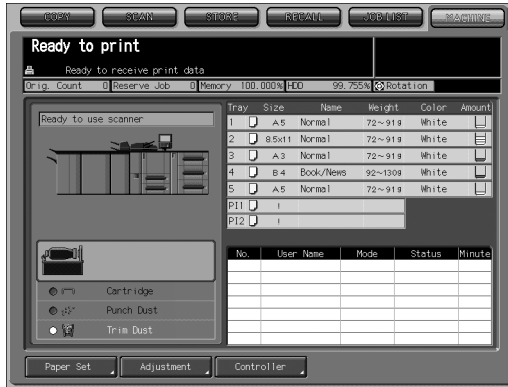 COPY SCAN STORE RECALL JOB LIST MACHINE
Ready to print
Ready to receive print data
Orig. Count 0 Reserve Job 0 Memory 100.000% HDD 99.755% Rotation
Ready to use scanner
Tray Size Name Weight Color Amount
1 A5 Normal 72~91g White
2 8.5x11 Normal 72~91g White
3 A3 Normal 72~91g White
4 B4 Book/News 92~130g White
5 A5 Normal 72~91g White
PI1 !
PI2 !
No. User Name Mode Status Minute
Cartridge
Punch Dust
Trim Dust
Paper Set Adjustment Controller